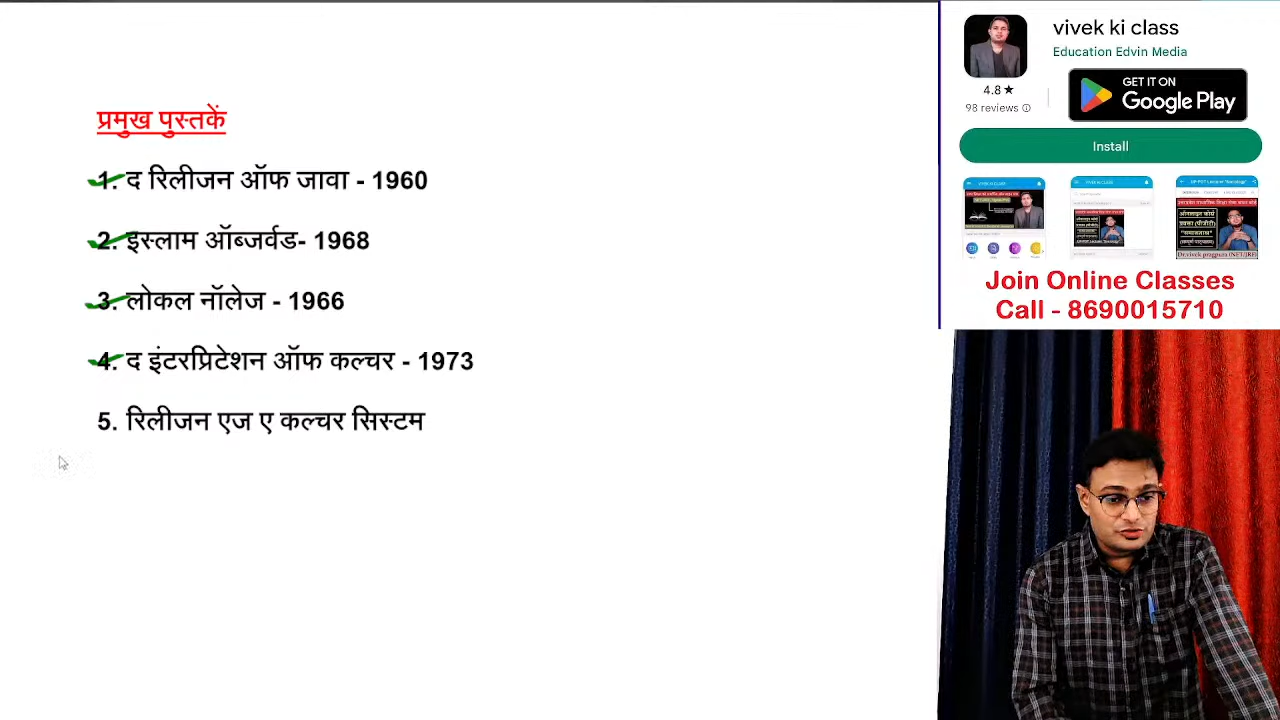 प्रमुख पुस्तकें
1. द रिलीजन ऑफ जावा - 1960
2. इस्लाम ऑब्जर्वड- 1968
3. लोकल नॉलेज - 1966
4. द इंटरप्रिटेशन ऑफ कल्चर - 1973
5. रिलीजन एज ए कल्चर सिस्टम
vivek ki class
Education Edvin Media
4.8★
98 reviews
GET IT ON
Google Play
Install
Join Online Classes
Call - 8690015710